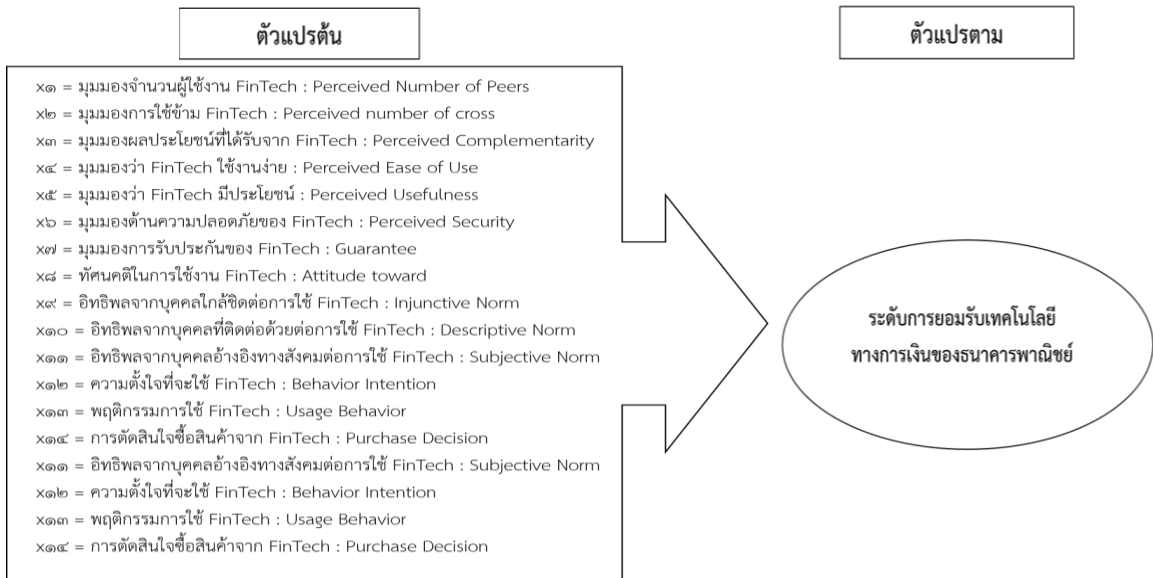 ตัวแปรต้น
ตัวแปรตาม
x๑ = มุมมองจำนวนผู้ใช้งาน FinTech : Perceived Number of Peers
x๒ = มุมมองการใช้ข้าม FinTech : Perceived number of cross
x๓ = มุมมองผลประโยชน์ที่ได้รับจาก FinTech : Perceived Complementarity
x๔ = มุมมองว่า FinTech ใช้งานง่าย : Perceived Ease of Use
x๕ = มุมมองว่า FinTech มีประโยชน์ : Perceived Usefulness
x๖ = มุมมองด้านความปลอดภัยของ FinTech : Perceived Security
x๗ = มุมมองการรับประกันของ FinTech : Guarantee
x๘ = ทัศนคติในการใช้งาน FinTech : Attitude toward
x๙ = อิทธิพลจากบุคคลใกล้ชิดต่อการใช้ FinTech : Injunctive Norm
x๑๐ = อิทธิพลจากบุคคลที่ติดต่อด้วยต่อการใช้ FinTech : Descriptive Norm
x๑๑ = อิทธิพลจากบุคคลอ้างอิงทางสังคมต่อการใช้ FinTech : Subjective Norm
x๑๒ = ความตั้งใจที่จะใช้ FinTech : Behavior Intention
x๑๓ = พฤติกรรมการใช้ FinTech : Usage Behavior
x๑๔ = การตัดสินใจซื้อสินค้าจาก FinTech : Purchase Decision
x๑๑ = อิทธิพลจากบุคคลอ้างอิงทางสังคมต่อการใช้ FinTech : Subjective Norm
x๑๒ = ความตั้งใจที่จะใช้ FinTech : Behavior Intention
x๑๓ = พฤติกรรมการใช้ FinTech : Usage Behavior
x๑๔ = การตัดสินใจซื้อสินค้าจาก FinTech : Purchase Decision
ระดับการยอมรับเทคโนโลยี
ทางการเงินของธนาคารพาณิชย์